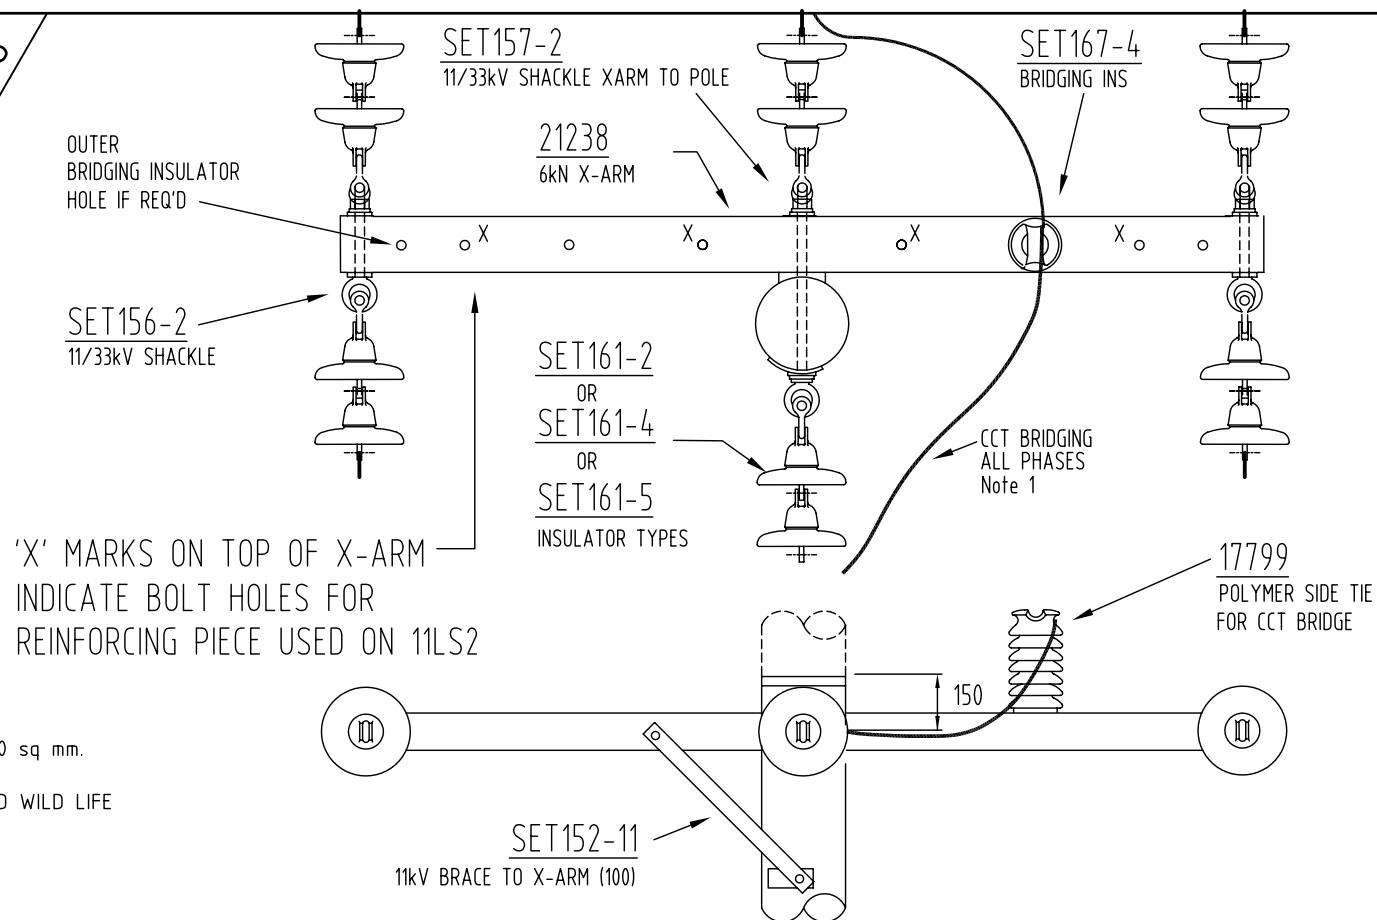 SET157-2
11/33kV SHACKLE XARM TO POLE
SET167-4
BRIDGING INS
OUTER
BRIDGING INSULATOR
HOLE IF REQ'D
21238
6kN X-ARM
X
X
X
X
SET156-2
11/33kV SHACKLE
SET161-2
OR
SET161-4
OR
SET161-5
INSULATOR TYPES
CCT BRIDGING
ALL PHASES
Note 1
'X' MARKS ON TOP OF X-ARM
INDICATE BOLT HOLES FOR
REINFORCING PIECE USED ON 11LS2
17799
POLYMER SIDE TIE
FOR CCT BRIDGE
150
0 sq mm.
D WILD LIFE
SET152-11
11kV BRACE TO X-ARM (100)